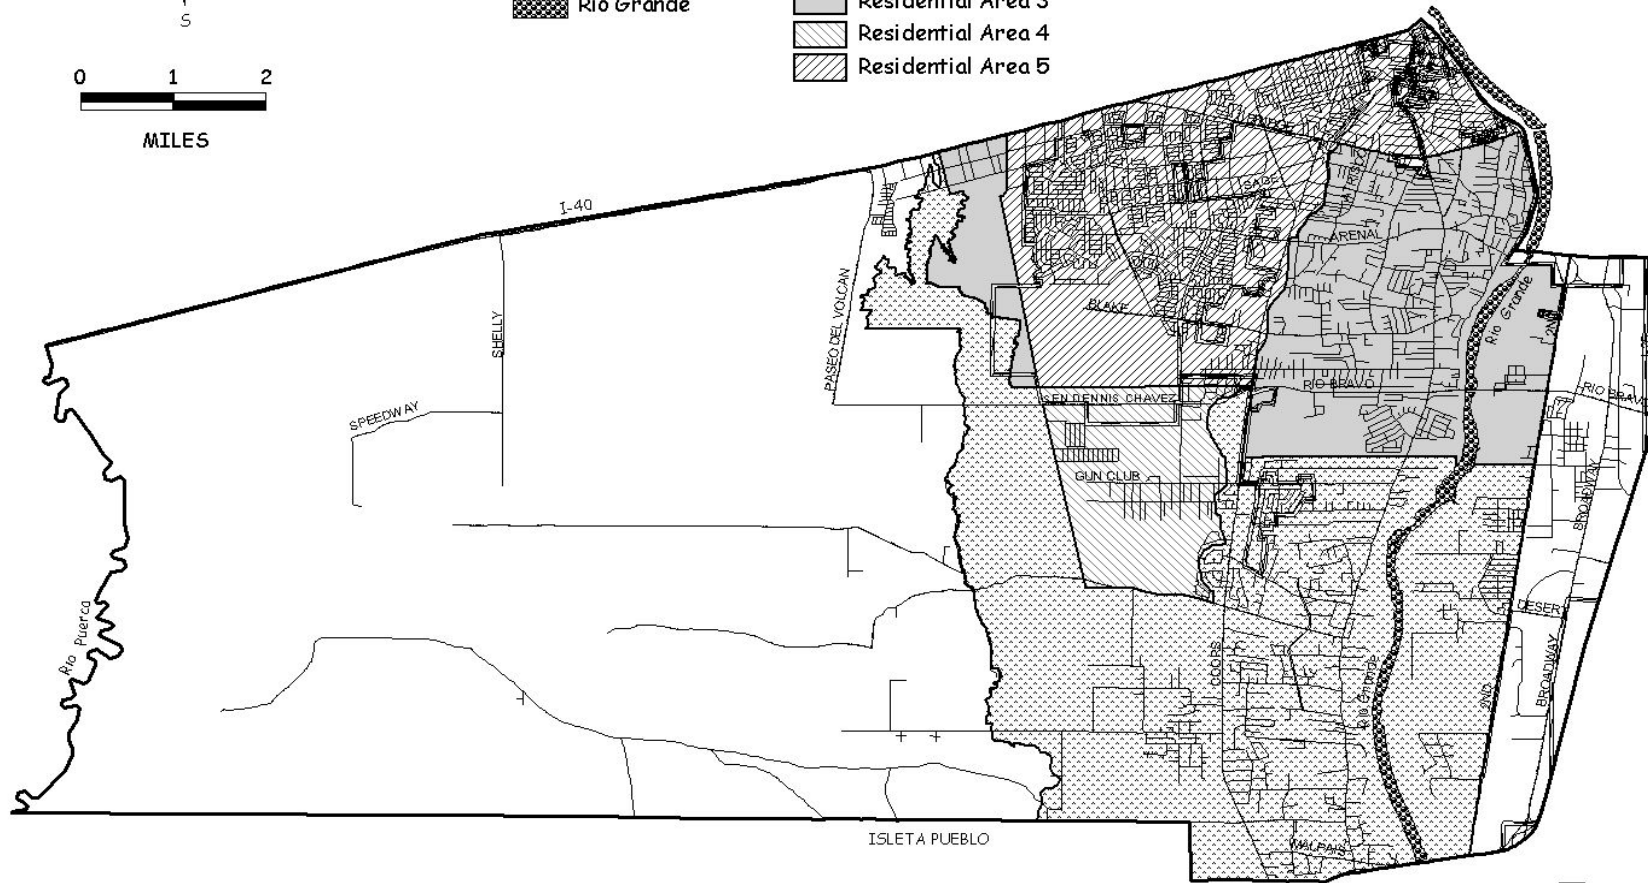 S
Rio Grande
Residential Area 3
Residential Area 4
Residential Area 5
0 1 2
MILES
I-40
SAGE
ARENAL
PASEO DEL VOLCAN
BLAKE
Rio Grande
2ND
SHELLY
RIO BRAVO
RIO BRAVO
SEN DENNIS CHAVEZ
SPEEDWAY
GUN CLUB
BROADWAY
DESERT
Rio Puerco
COORS
Rio Grande
2ND
BROADWAY
ISLETA PUEBLO
MALPAIS